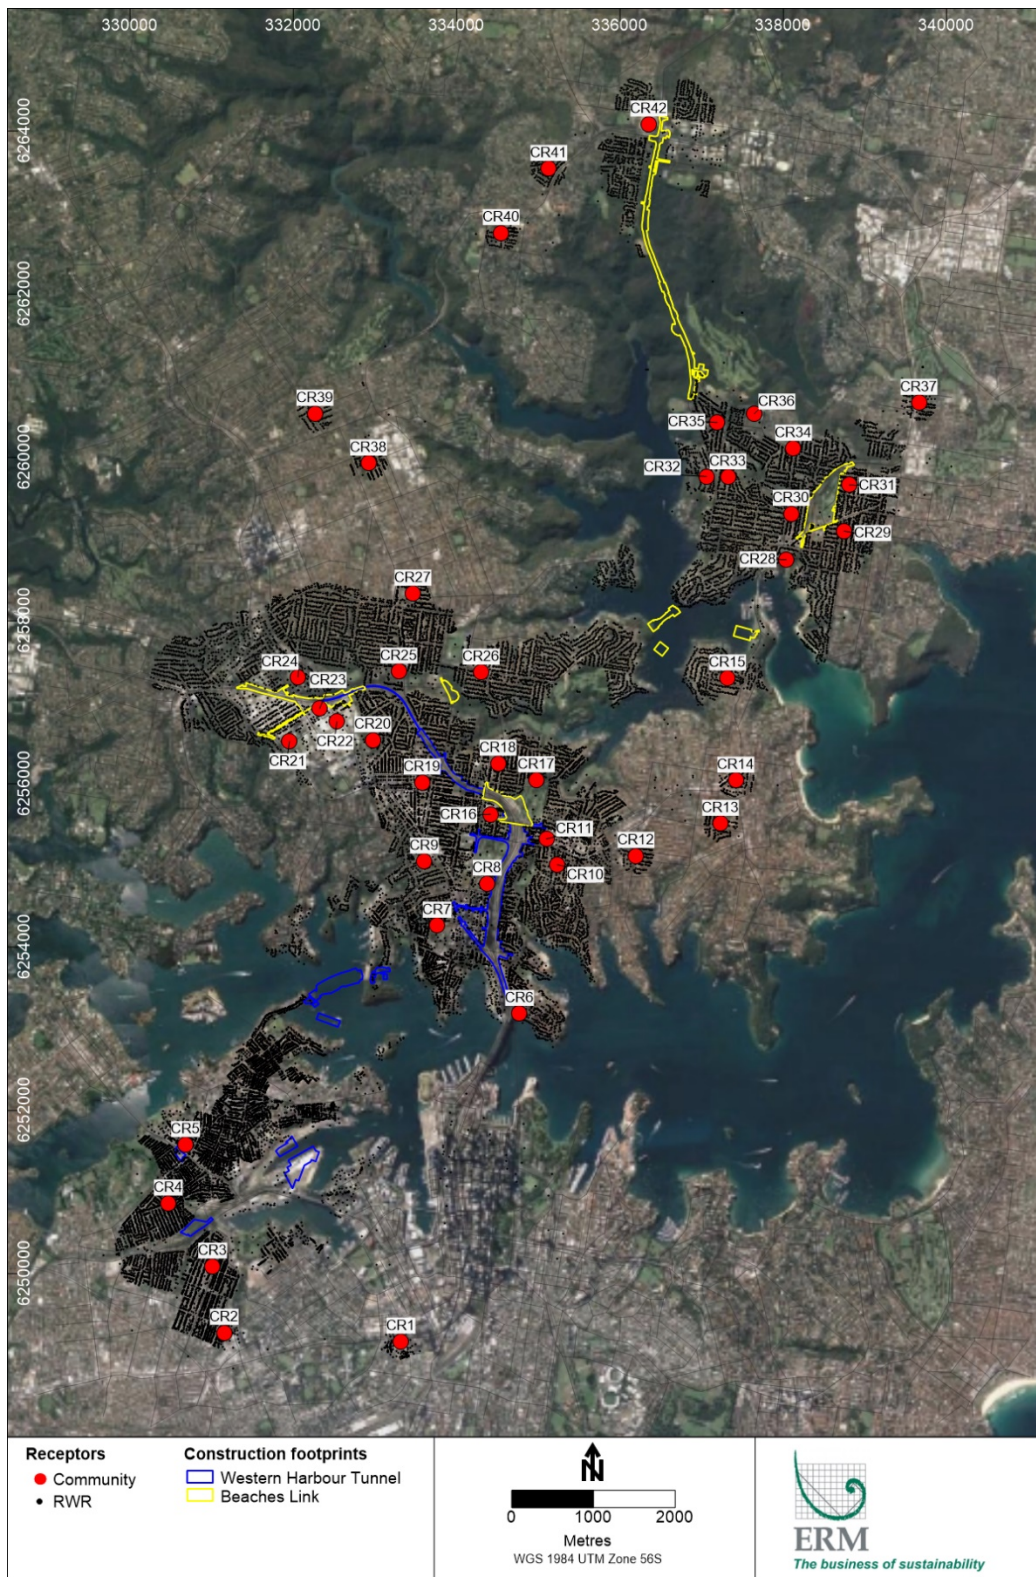 330000
332000
334000
336000
338000
340000
6264000
6262000
6260000
6258000
6256000
6254000
6252000
6250000
CR42
CR41
CR40
CR39
CR38
CR37
CR36
CR35
CR34
CR32
CR33
CR31
CR30
CR29
CR28
CR27
CR26
CR25
CR24
CR23
CR22
CR21
CR20
CR19
CR18
CR17
CR16
CR15
CR14
CR13
CR12
CR11
CR10
CR9
CR8
CR7
CR6
CR5
CR4
CR3
CR2
CR1
Receptors
Community
RWR
Construction footprints
Western Harbour Tunnel
Beaches Link
N
0 1000 2000
Metres
WGS 1984 UTM Zone 56S
ERM
The business of sustainability